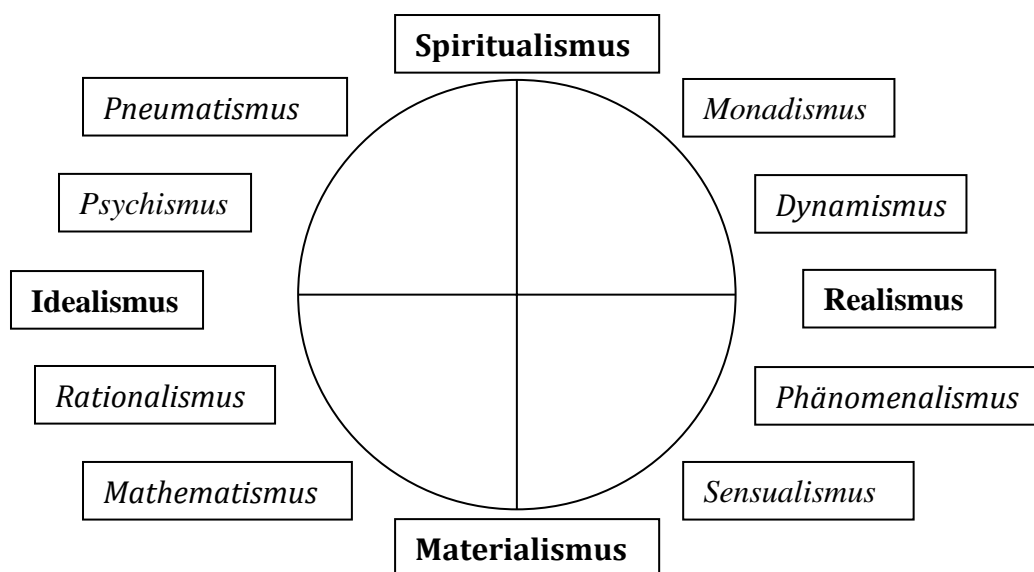 Spiritualismus
Pneumatismus
Monadismus
Psychismus
Dynamismus
Idealismus
Realismus
Rationalismus
Phänomenalismus
Mathematismus
Sensualismus
Materialismus